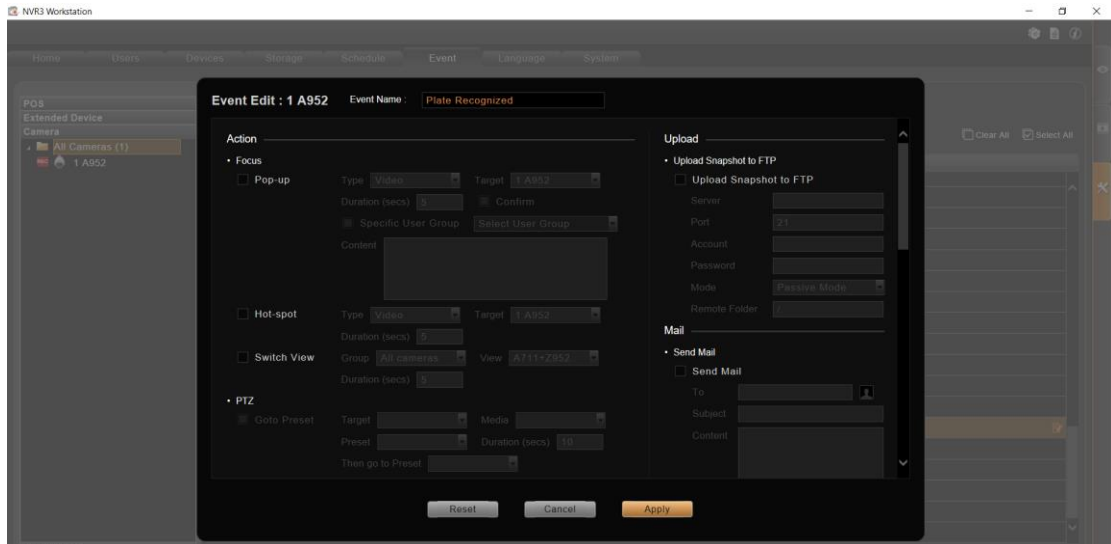 NVR3 Workstation
Home Users Devices Storage Schedule Event Language System
POS
Extended Device
Camera
All Cameras (1)
1 A952
Clear All Select All
Event Edit : 1 A952 Event Name : Plate Recognized
Action
• Focus
Pop-up Type Video Target 1 A952
Duration (secs) 5 Confirm
Specific User Group Select User Group
Content
Hot-spot Type Video Target 1 A952
Duration (secs) 5
Switch View Group All cameras View A711+Z952
Duration (secs) 5
• PTZ
Goto Preset Target Media
Preset Duration (secs) 10
Then go to Preset
Upload
• Upload Snapshot to FTP
Upload Snapshot to FTP
Server
Port 21
Account
Password
Mode Passive Mode
Remote Folder /
Mail
• Send Mail
Send Mail
To
Subject
Content
Reset Cancel Apply